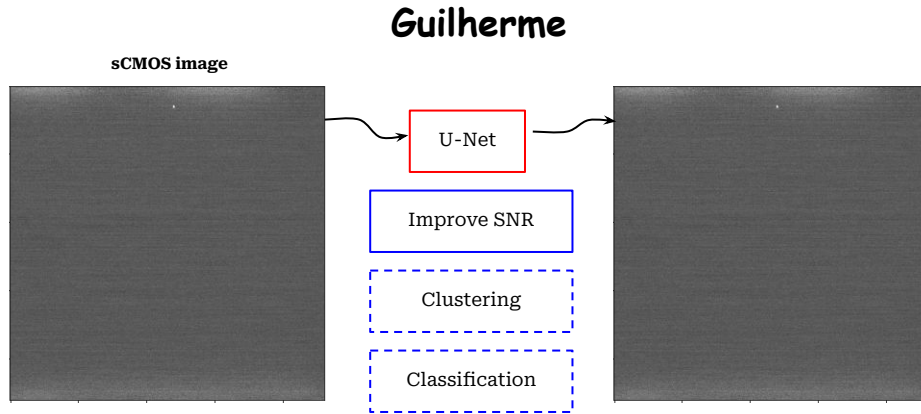 Guilherme
sCMOS image
U-Net
Improve SNR
Clustering
Classification